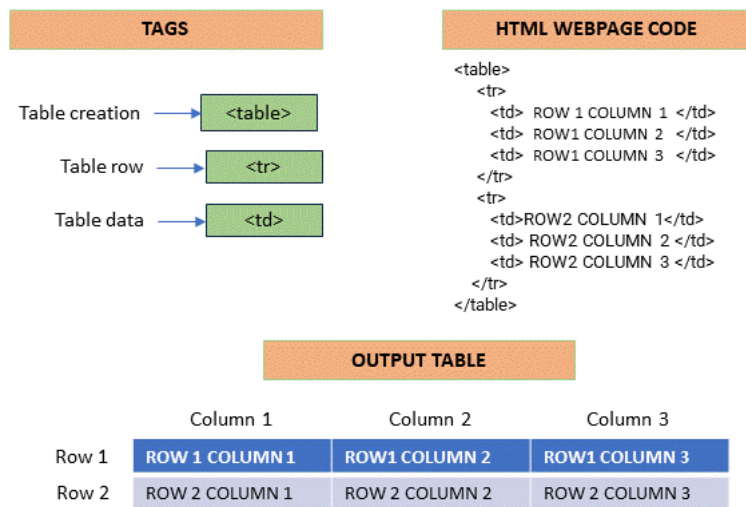 TAGS
Table creation <table>
Table row <tr>
Table data <td>
HTML WEBPAGE CODE
<table>
<tr>
<td> ROW 1 COLUMN 1 </td>
<td> ROW1 COLUMN 2 </td>
<td> ROW1 COLUMN 3 </td>
</tr>
<tr>
<td>ROW2 COLUMN 1</td>
<td> ROW2 COLUMN 2 </td>
<td> ROW2 COLUMN 3 </td>
</tr>
</table>
OUTPUT TABLE
Column 1 Column 2 Column 3
Row 1 ROW 1 COLUMN 1 ROW1 COLUMN 2 ROW1 COLUMN 3
Row 2 ROW 2 COLUMN 1 ROW 2 COLUMN 2 ROW 2 COLUMN 3